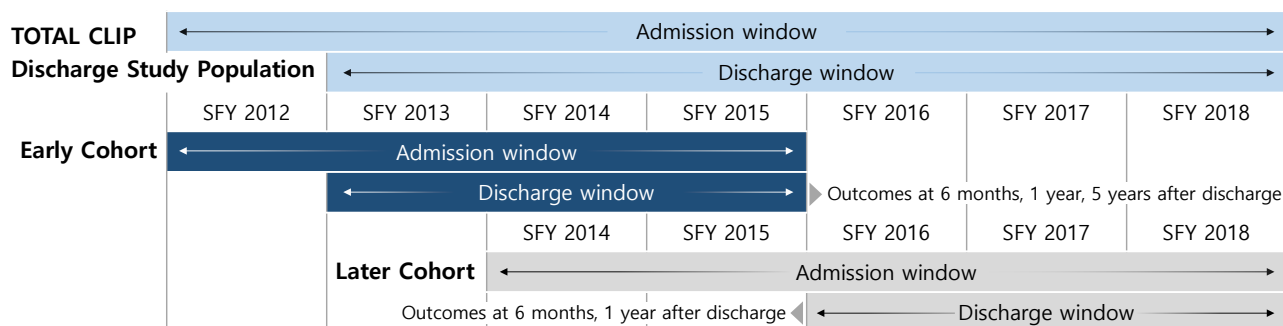 TOTAL CLIP
Admission window
Discharge Study Population
Discharge window
SFY 2012 SFY 2013 SFY 2014 SFY 2015 SFY 2016 SFY 2017 SFY 2018
Early Cohort
Admission window
Discharge window
Outcomes at 6 months, 1 year, 5 years after discharge
SFY 2014 SFY 2015 SFY 2016 SFY 2017 SFY 2018
Later Cohort
Admission window
Outcomes at 6 months, 1 year after discharge
Discharge window